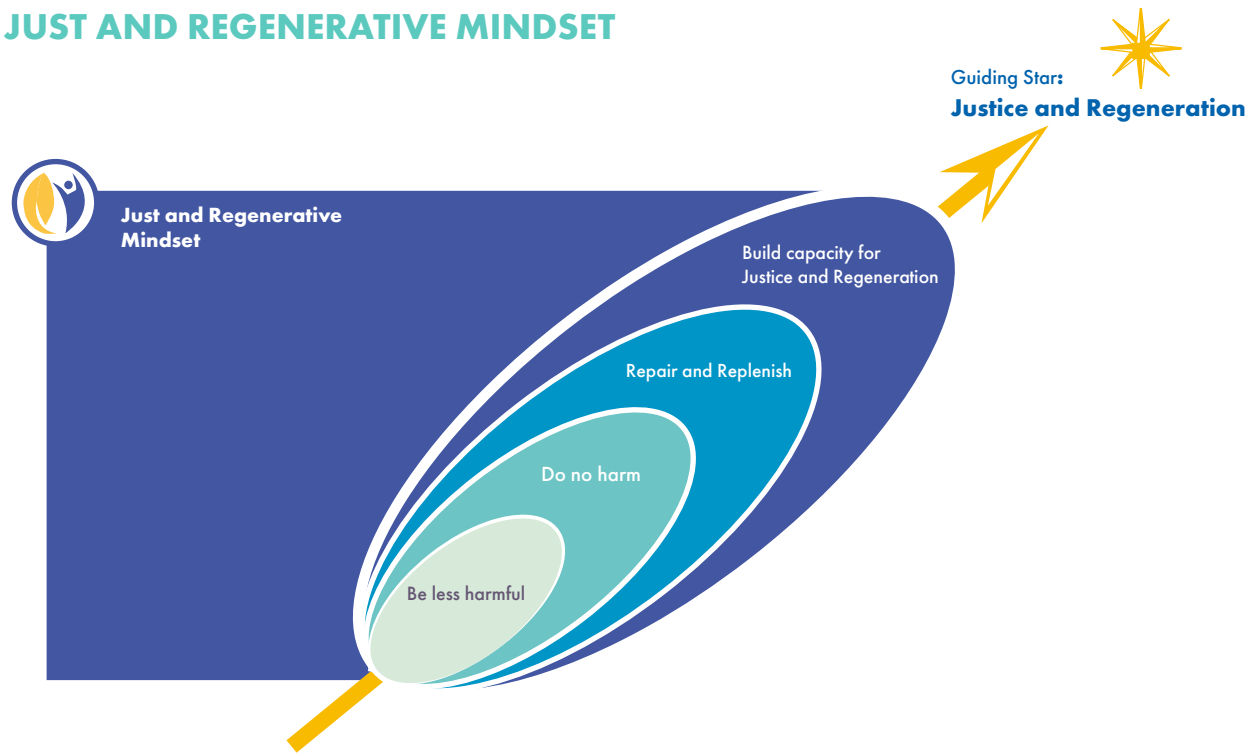 JUST AND REGENERATIVE MINDSET
Guiding Star:
Justice and Regeneration
Just and Regenerative
Mindset
Build capacity for
Justice and Regeneration
Repair and Replenish
Do no harm
Be less harmful